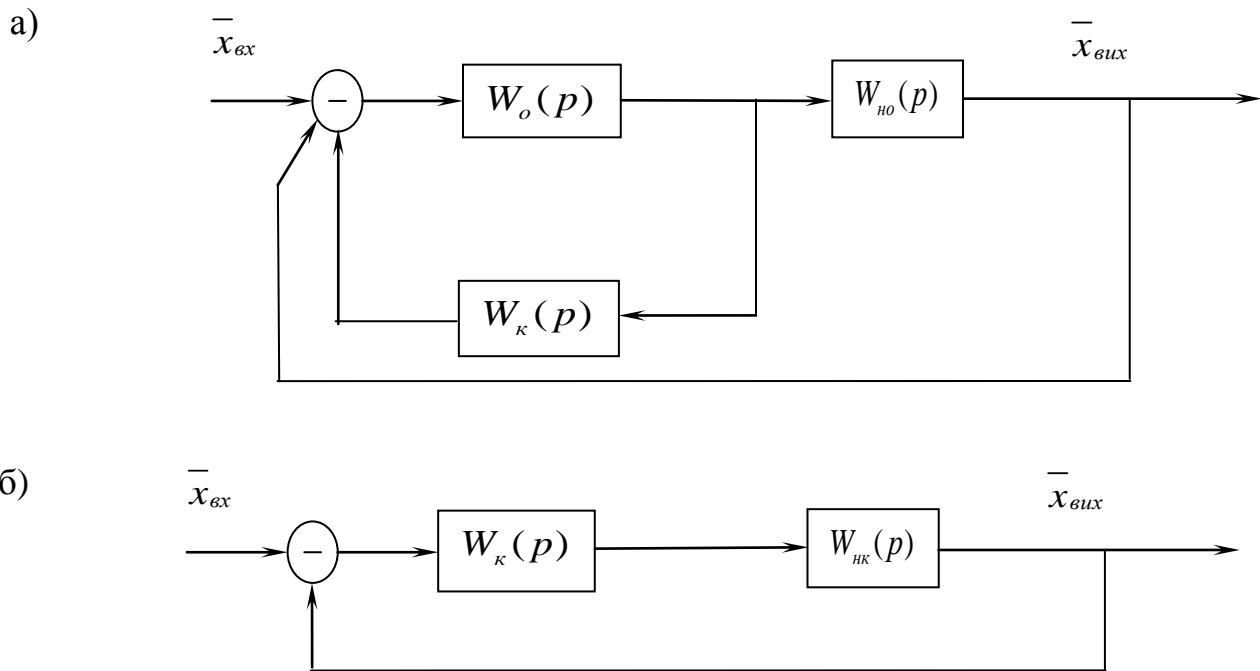 а)
x̅вх
−
Wо(p)
Wно(p)
x̅вих
Wк(p)
б)
x̅вх
−
Wк(p)
Wнк(p)
x̅вих